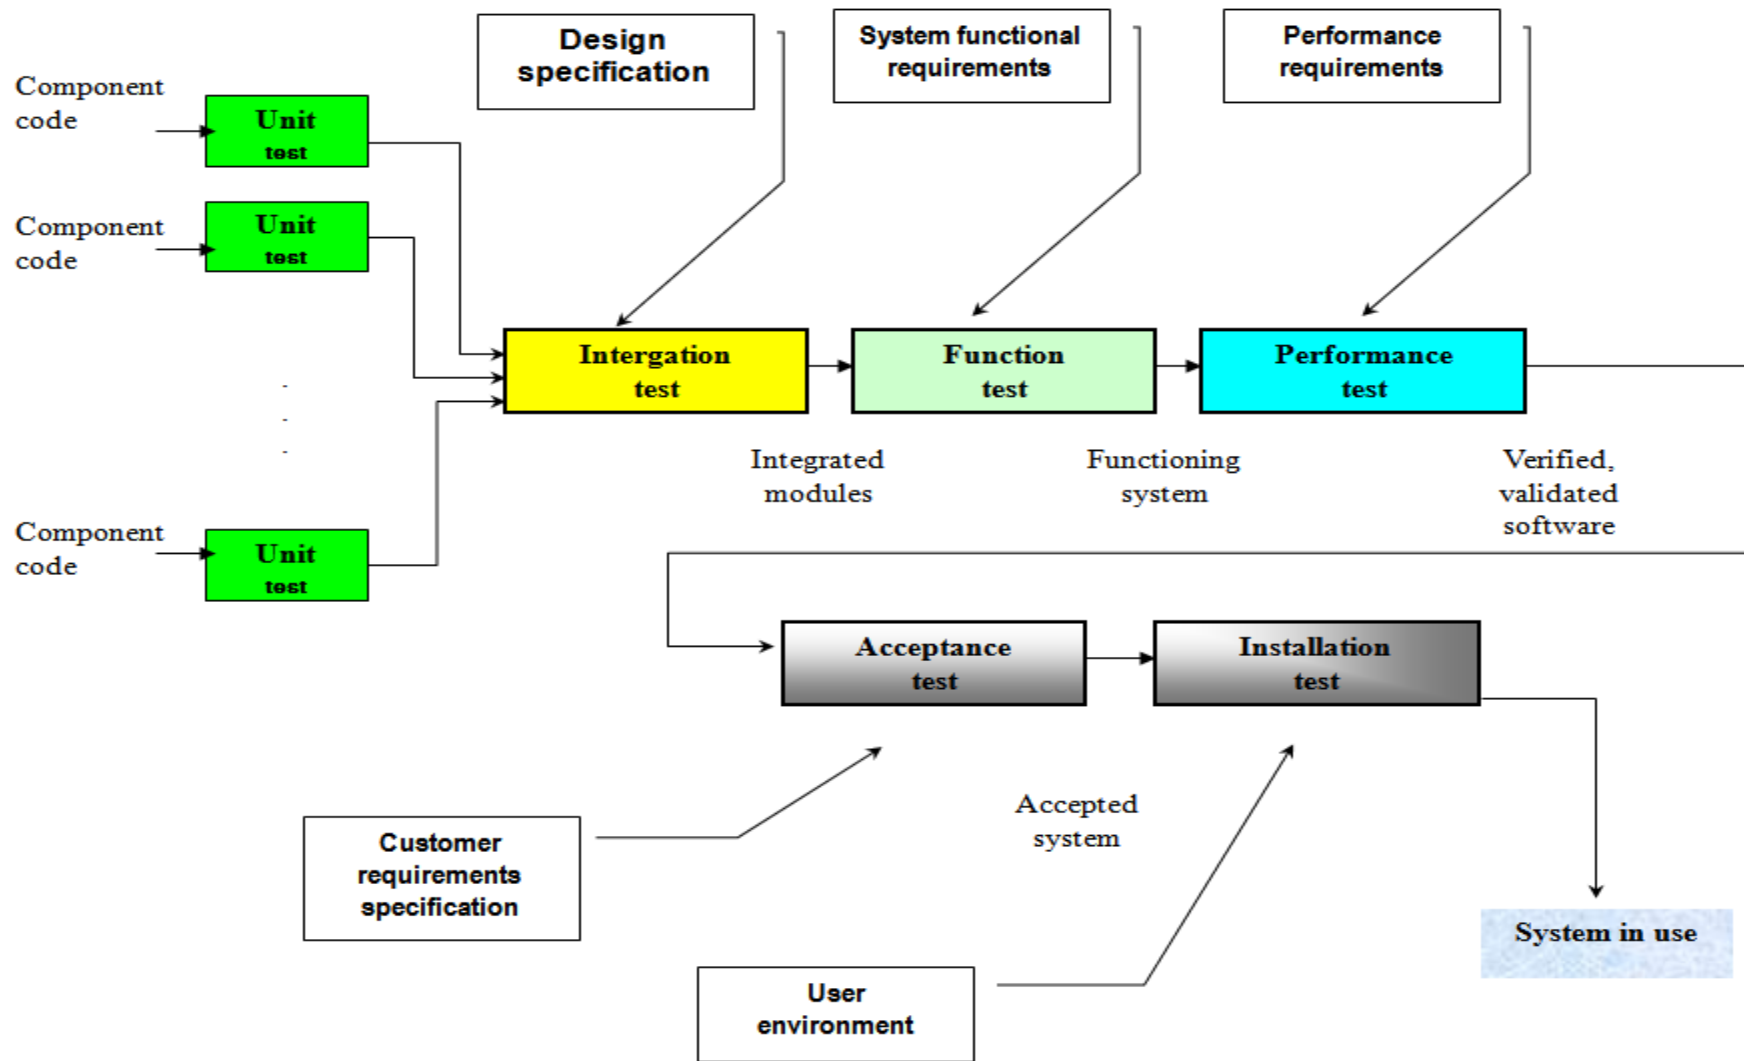 Design
specification
System functional
requirements
Performance
requirements
Component
code
Unit
test
Component
code
Unit
test
.
.
.
Component
code
Unit
test
Intergation
test
Function
test
Performance
test
Integrated
modules
Functioning
system
Verified,
validated
software
Acceptance
test
Installation
test
Customer
requirements
specification
Accepted
system
User
environment
System in use